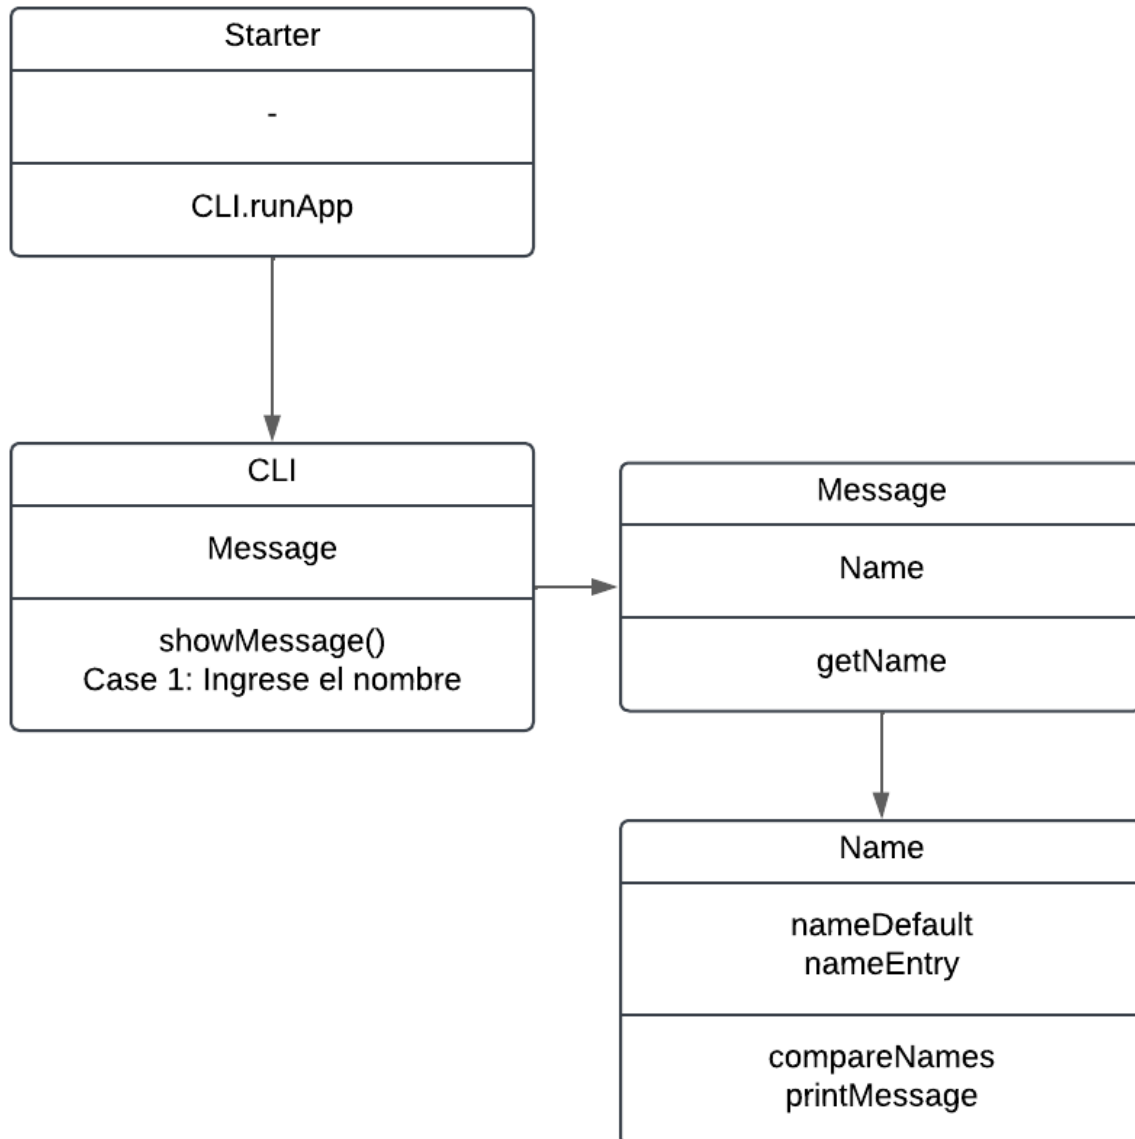 Starter
-
CLI.runApp
CLI
Message
showMessage()
Case 1: Ingrese el nombre
Message
Name
getName
Name
nameDefault
nameEntry
compareNames
printMessage